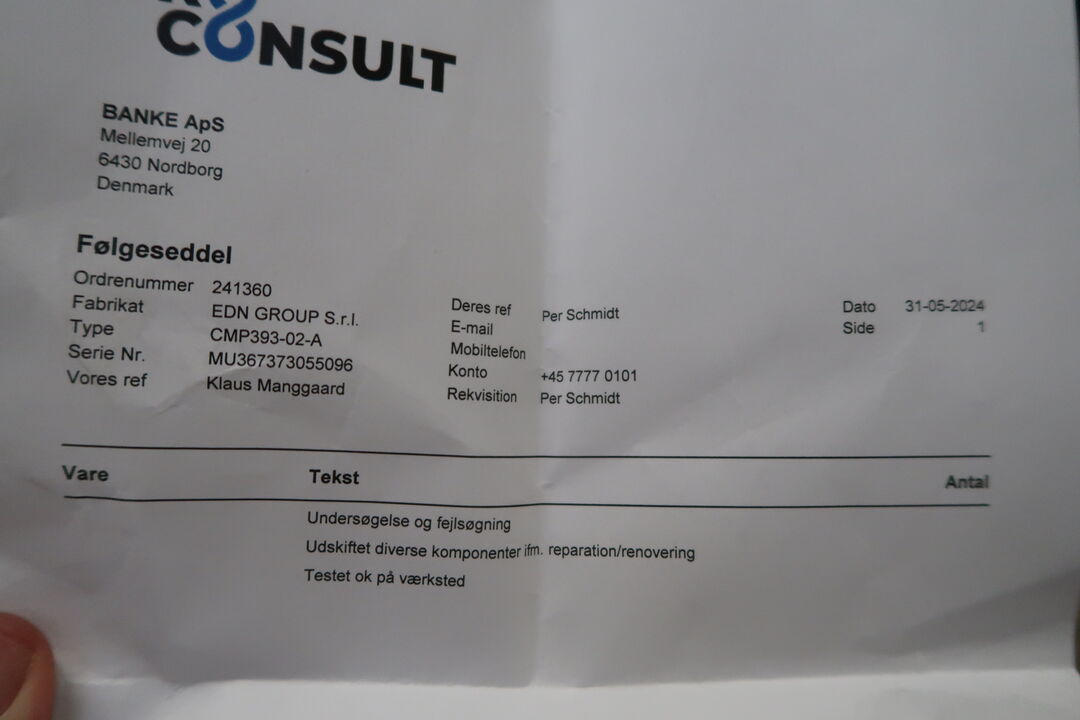 CONSULT
BANKE ApS
Mellemvej 20
6430 Nordborg
Denmark
Følgeseddel
Ordrenummer 241360
Fabrikat EDN GROUP S.r.l.
Type CMP393-02-A
Serie Nr. MU367373055096
Vores ref Klaus Manggaard
Deres ref Per Schmidt
E-mail
Mobiltelefon
Konto +45 7777 0101
Rekvisition Per Schmidt
Dato 31-05-2024
Side 1
Vare Tekst Antal
Undersøgelse og fejlsøgning
Udskiftet diverse komponenter ifm. reparation/renovering
Testet ok på værksted